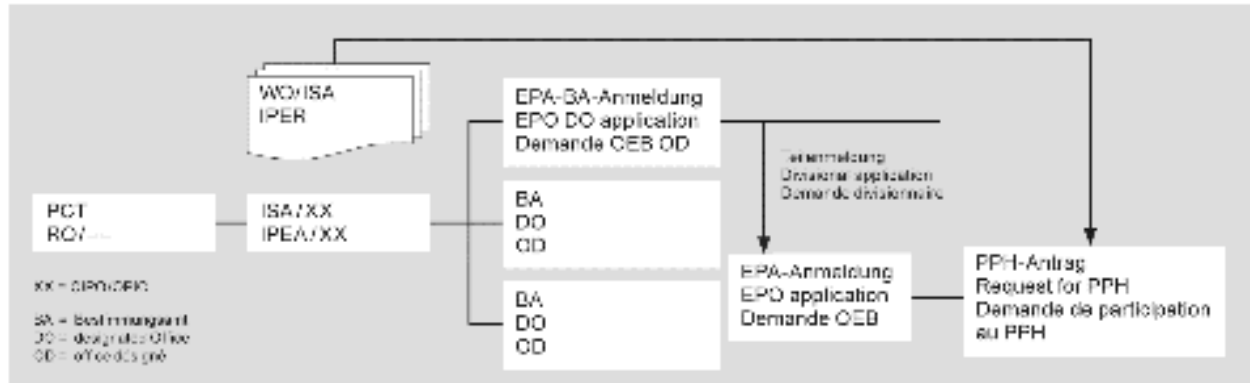 WO/ISA
IPER
EPA-BA-Anmeldung
EPO DO application
Demande OEB OD
Teilanmeldung
Divisional application
Demande divisionnaire
PCT
RO/---
ISA/XX
IPEA/XX
BA
DO
OD
BA
DO
OD
EPA-Anmeldung
EPO application
Demande OEB
PPH-Antrag
Request for PPH
Demande de participation
au PPH
XX = CIPO/OPIC
BA = Bestimmungsamt
DO = designated Office
OD = office désigné